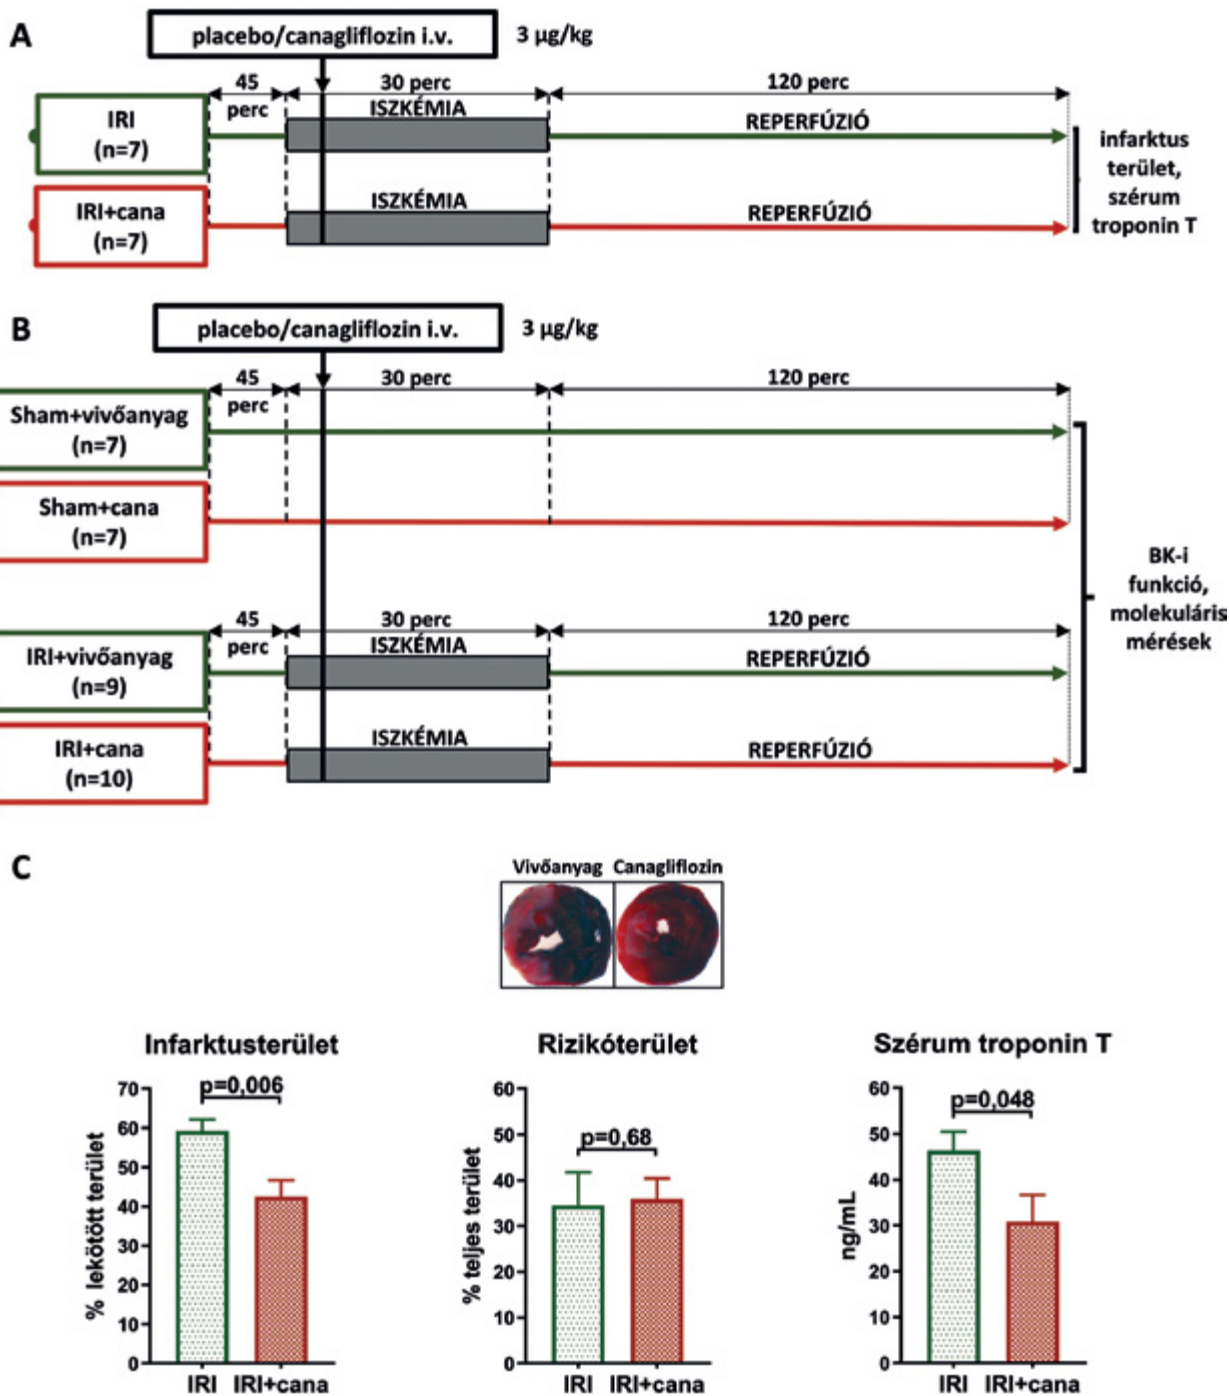 A
placebo/canagliflozin i.v.
3 µg/kg
45
perc
30 perc
120 perc
IRI
(n=7)
ISZKÉMIA
REPERFÚZIÓ
IRI+cana
(n=7)
ISZKÉMIA
REPERFÚZIÓ
infarktus
terület,
szérum
troponin T
B
placebo/canagliflozin i.v.
3 µg/kg
45
perc
30 perc
120 perc
Sham+vivőanyag
(n=7)
Sham+cana
(n=7)
45
perc
30 perc
120 perc
IRI+vivőanyag
(n=9)
ISZKÉMIA
REPERFÚZIÓ
IRI+cana
(n=10)
ISZKÉMIA
REPERFÚZIÓ
BK-i
funkció,
molekuláris
mérések
C
Vivőanyag Canagliflozin
Infarktusterület
% lekötött terület
70
60
50
40
30
20
10
0
p=0,006
IRI IRI+cana
Rizikóterület
% teljes terület
60
50
40
30
20
10
0
p=0,68
IRI IRI+cana
Szérum troponin T
ng/mL
60
50
40
30
20
10
0
p=0,048
IRI IRI+cana